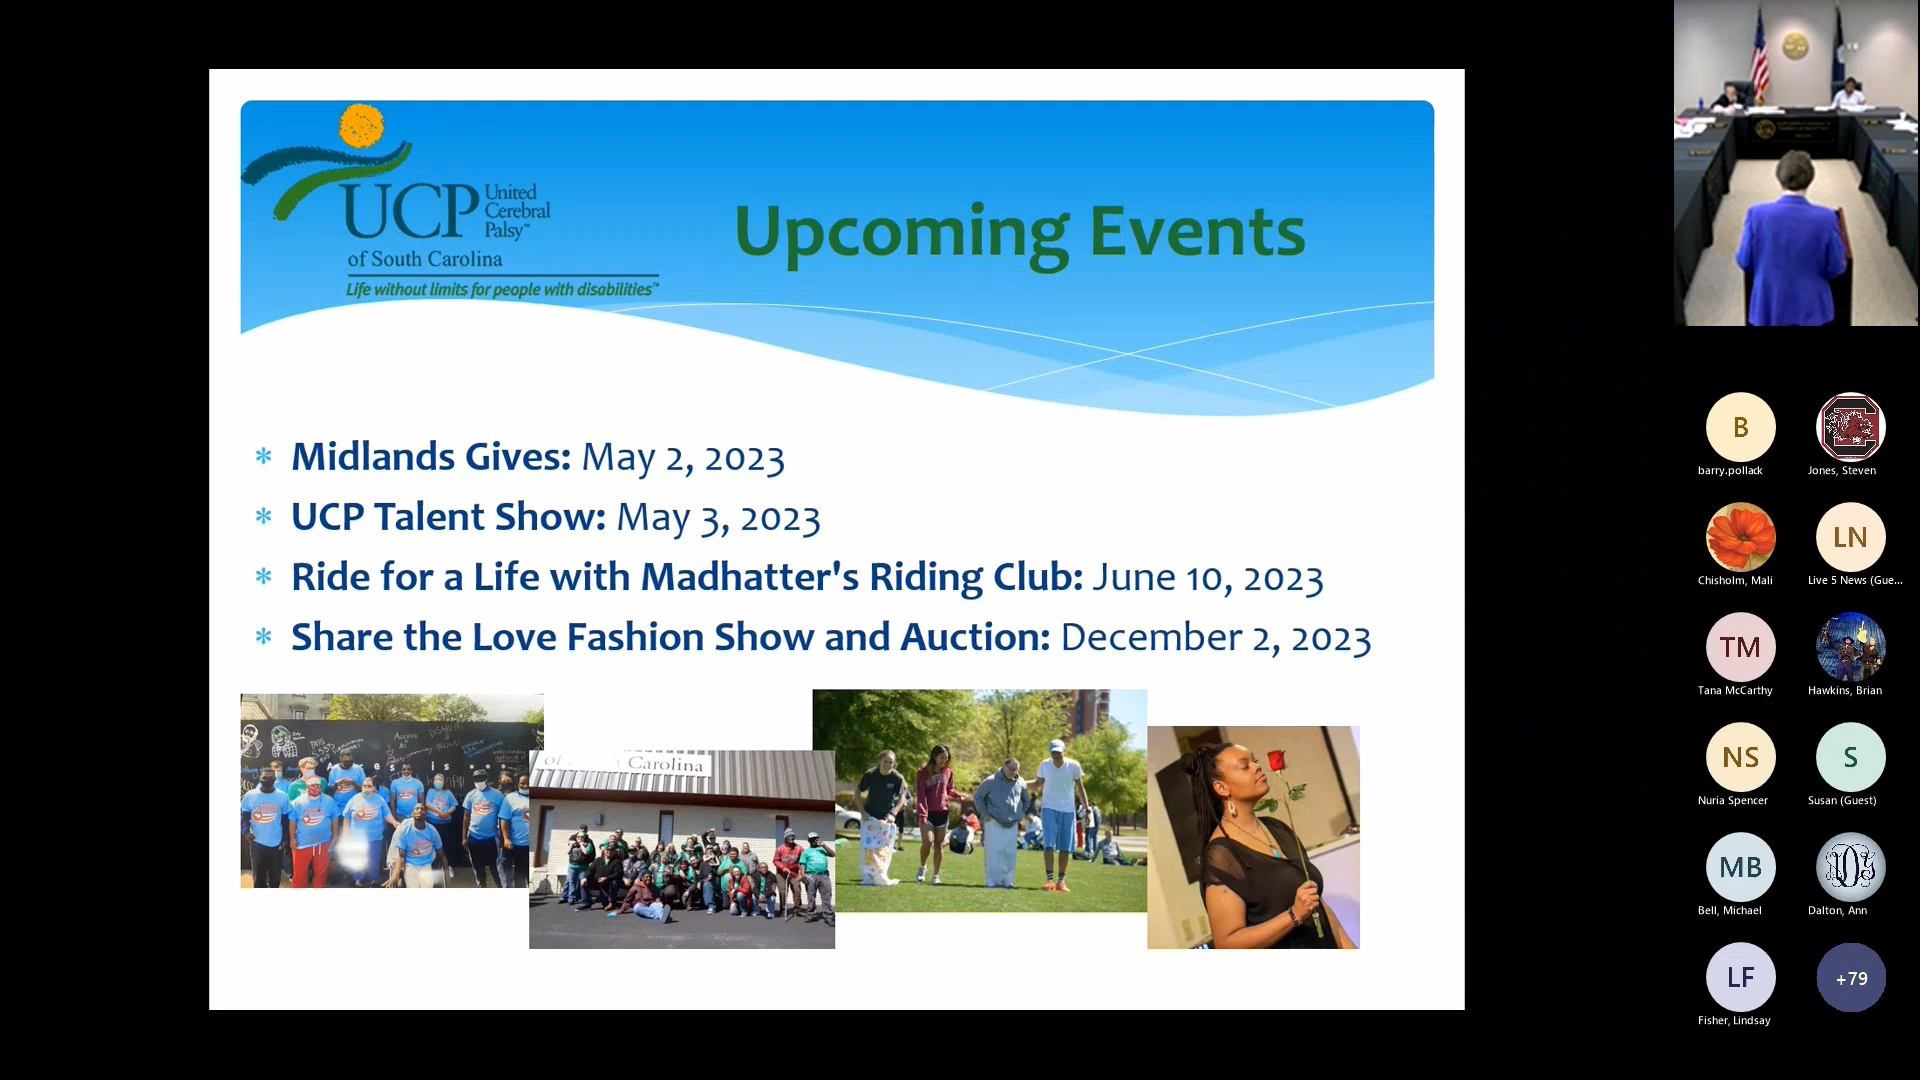 UCP United
Cerebral
Palsy™
of South Carolina
Life without limits for people with disabilities™
Upcoming Events
* Midlands Gives: May 2, 2023
* UCP Talent Show: May 3, 2023
* Ride for a Life with Madhatter's Riding Club: June 10, 2023
* Share the Love Fashion Show and Auction: December 2, 2023
of South Carolina
B
barry.pollack
Jones, Steven
Chisholm, Mali
LN
Live 5 News (Gue...
TM
Tana McCarthy
Hawkins, Brian
NS
Nuria Spencer
S
Susan (Guest)
MB
Bell, Michael
Dalton, Ann
LF
Fisher, Lindsay
+79